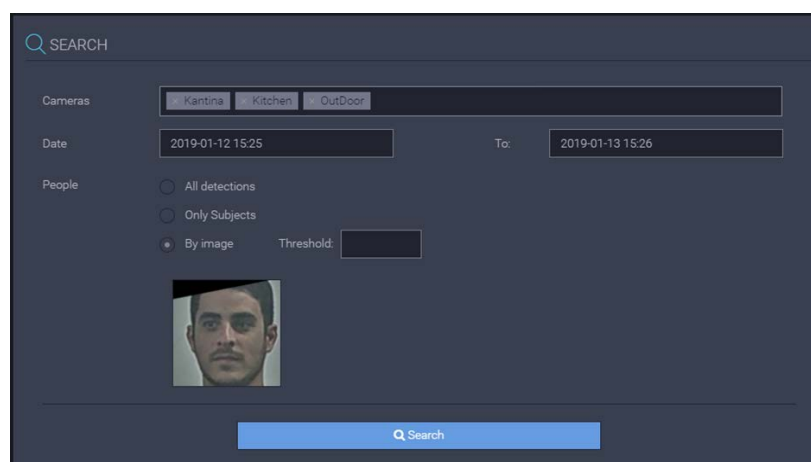 SEARCH
Cameras × Kantina × Kitchen × OutDoor
Date 2019-01-12 15:25 To: 2019-01-13 15:26
People All detections
Only Subjects
By image Threshold:
Search